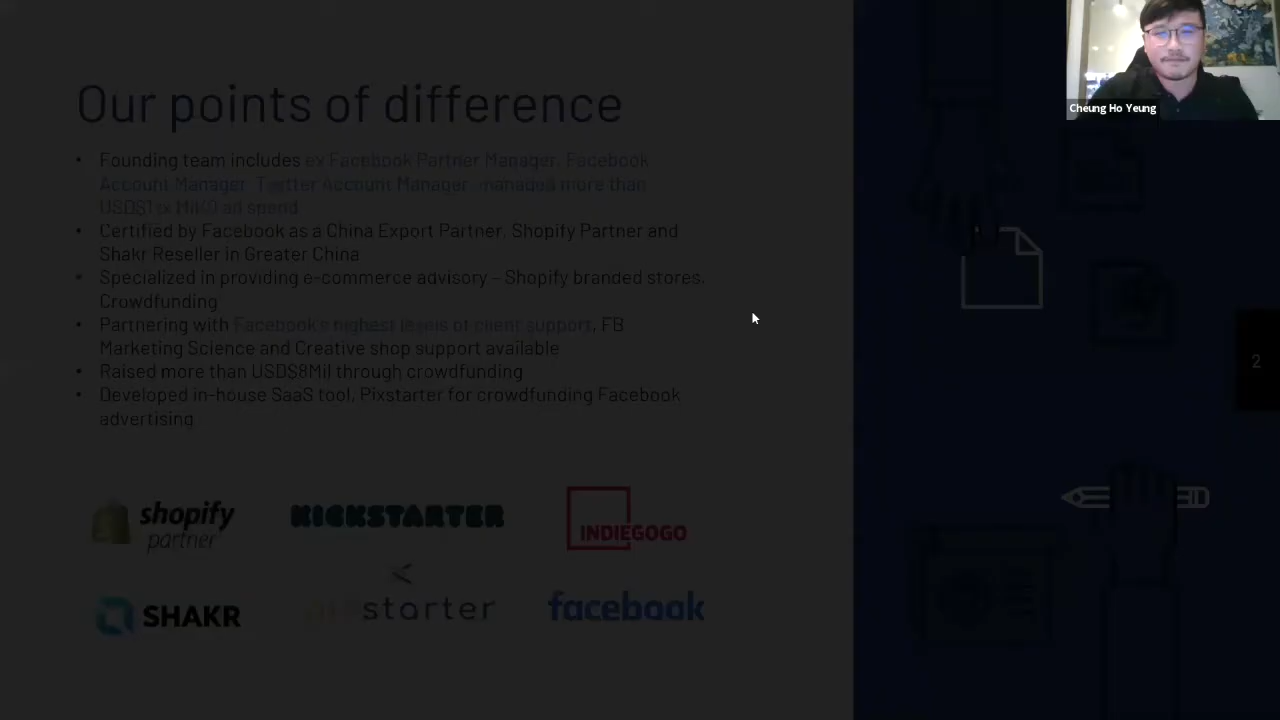 Our points of difference
Cheung Ho Yeung
• Founding team includes ex Facebook Partner Manager, Facebook
Account Manager, Twitter Account Manager, managed more than
ad spend
• Certified by Facebook as a China Export Partner, Shopify Partner and
Shakr Reseller in Greater China
• Specialized in providing e-commerce advisory – Shopify branded stores,
Crowdfunding
• Partnering with Facebook's highest levels of client support, FB
Marketing Science and Creative shop support available
• Raised more than USD$8Mil through crowdfunding
• Developed in-house SaaS tool, Pixstarter for crowdfunding Facebook
advertising
2
shopify
partner
KICKSTARTER
INDIEGOGO
SHAKR
starter
facebook